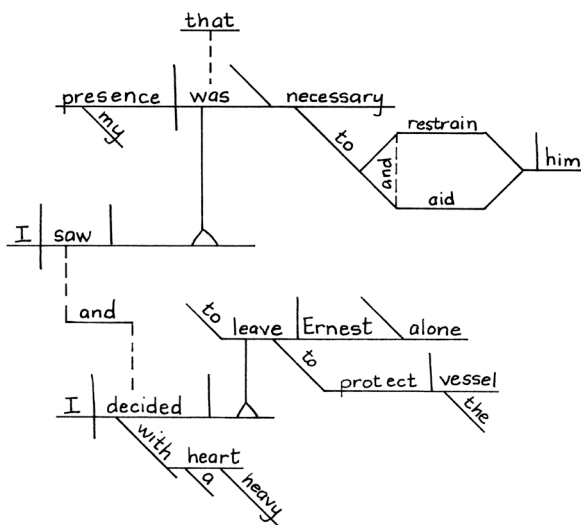 that
presence was necessary
my
to restrain
and
him
aid
I saw
and
to
leave Ernest alone
to
protect vessel
the
I decided
with
heart
a
heavy